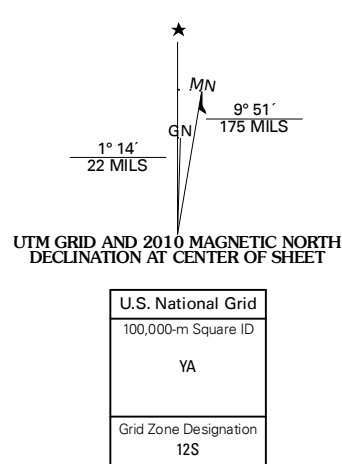 ★
MN
GN
9° 51´
175 MILS
1° 14´
22 MILS
UTM GRID AND 2010 MAGNETIC NORTH
DECLINATION AT CENTER OF SHEET
U.S. National Grid
100,000-m Square ID
YA
Grid Zone Designation
12S